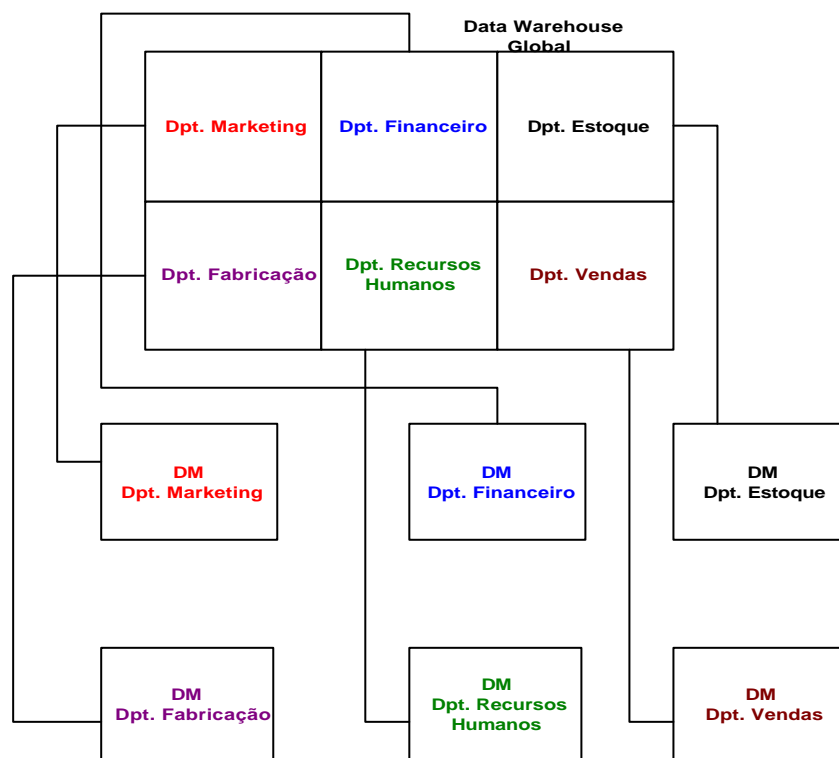 Data Warehouse
Global
Dpt. Marketing
Dpt. Financeiro
Dpt. Estoque
Dpt. Fabricação
Dpt. Recursos
Humanos
Dpt. Vendas
DM
Dpt. Marketing
DM
Dpt. Financeiro
DM
Dpt. Estoque
DM
Dpt. Fabricação
DM
Dpt. Recursos
Humanos
DM
Dpt. Vendas